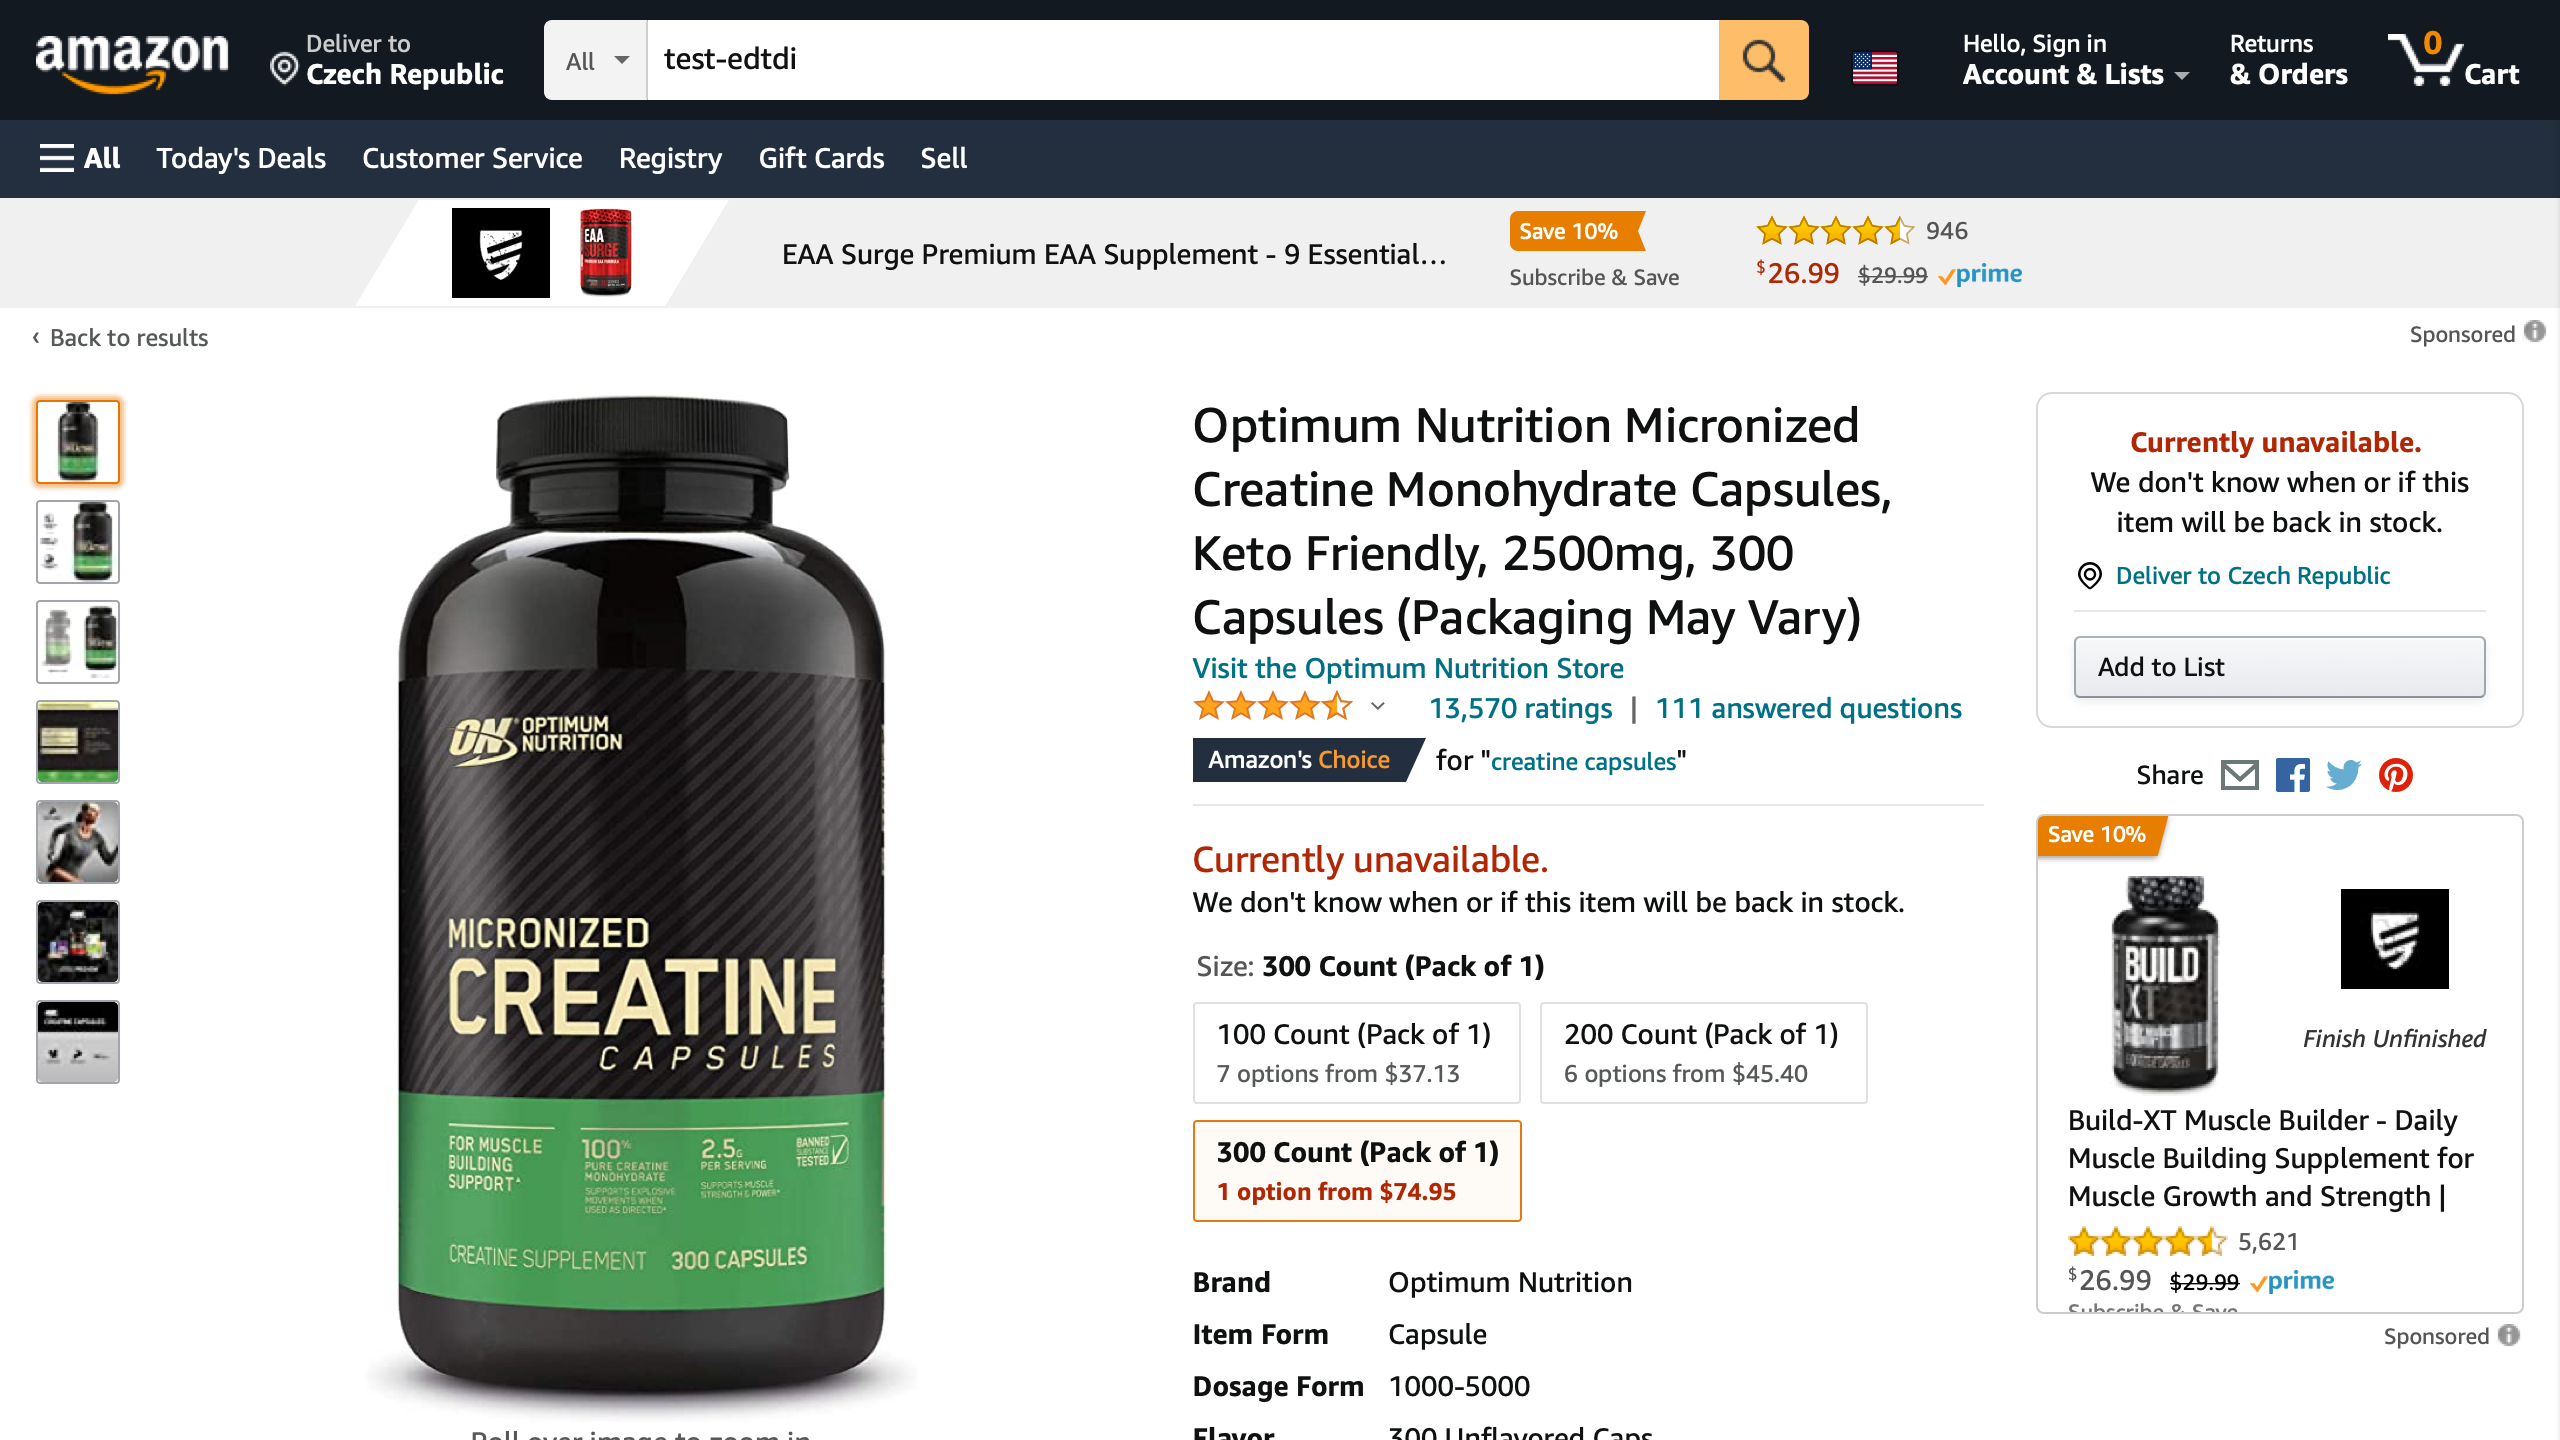 amazon
Deliver to
Czech Republic
All
test-edtdi
Hello, Sign in
Account & Lists
Returns
& Orders
0
Cart
All
Today's Deals
Customer Service
Registry
Gift Cards
Sell
EAA
SURGE
EAA Surge Premium EAA Supplement - 9 Essential...
Save 10%
Subscribe & Save
946
$26.99 $29.99 prime
‹ Back to results
Sponsored
ON OPTIMUM
NUTRITION
MICRONIZED
CREATINE
CAPSULES
FOR MUSCLE
BUILDING
SUPPORT*
100%
PURE CREATINE
MONOHYDRATE
SUPPORTS EXPLOSIVE
MOVEMENTS WHEN
USED AS DIRECTED*
2.5G
PER SERVING
SUPPORTS MUSCLE
STRENGTH & POWER*
BANNED
SUBSTANCE
TESTED
CREATINE SUPPLEMENT 300 CAPSULES
Roll over image to zoom in
Optimum Nutrition Micronized
Creatine Monohydrate Capsules,
Keto Friendly, 2500mg, 300
Capsules (Packaging May Vary)
Visit the Optimum Nutrition Store
13,570 ratings | 111 answered questions
Amazon's Choice for "creatine capsules"
Currently unavailable.
We don't know when or if this item will be back in stock.
Size: 300 Count (Pack of 1)
100 Count (Pack of 1)
7 options from $37.13
200 Count (Pack of 1)
6 options from $45.40
300 Count (Pack of 1)
1 option from $74.95
Brand Optimum Nutrition
Item Form Capsule
Dosage Form 1000-5000
Flavor 300 Unflavored Caps
Currently unavailable.
We don't know when or if this
item will be back in stock.
Deliver to Czech Republic
Add to List
Share
Save 10%
BUILD
XT
Finish Unfinished
Build-XT Muscle Builder - Daily
Muscle Building Supplement for
Muscle Growth and Strength |
5,621
$26.99 $29.99 prime
Subscribe & Save
Sponsored